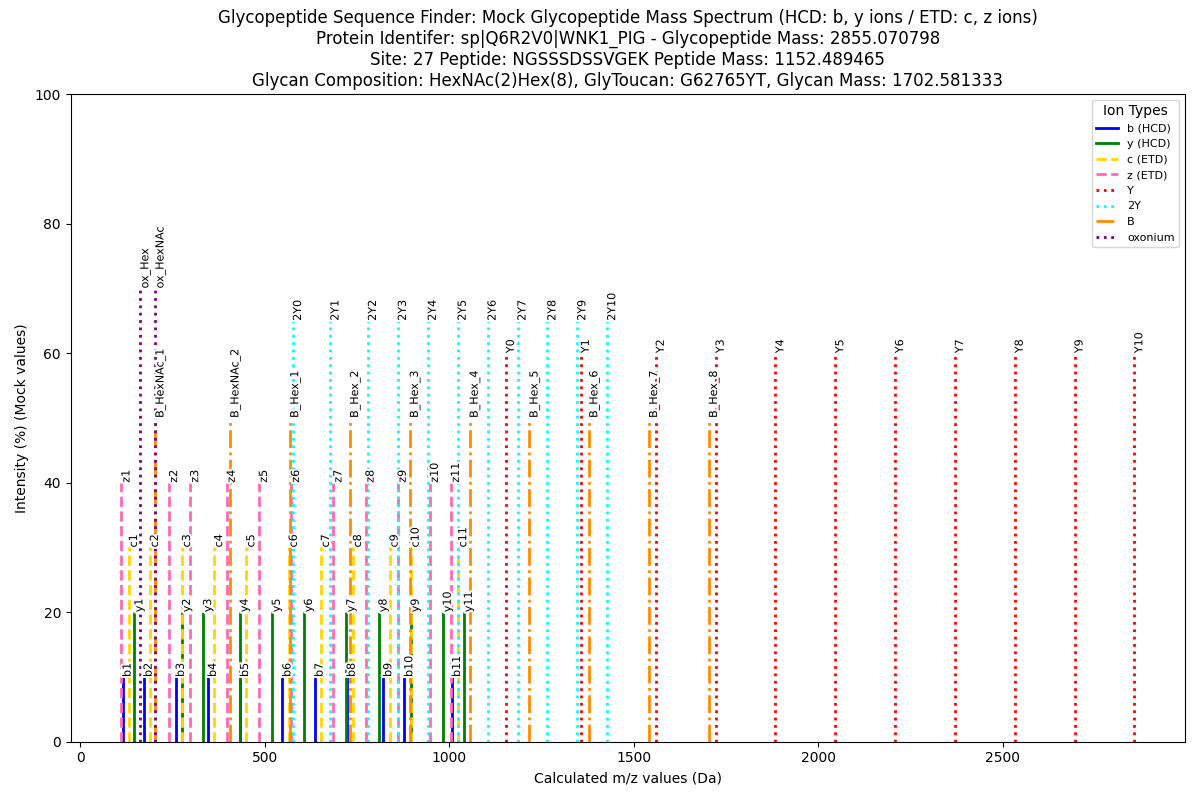 Glycopeptide Sequence Finder: Mock Glycopeptide Mass Spectrum (HCD: b, y ions / ETD: c, z ions)
Protein Identifer: sp|Q6R2V0|WNK1_PIG - Glycopeptide Mass: 2855.070798
Site: 27 Peptide: NGSSSDSSVGEK Peptide Mass: 1152.489465
Glycan Composition: HexNAc(2)Hex(8), GlyToucan: G62765YT, Glycan Mass: 1702.581333
Intensity (%) (Mock values)
100
80
60
40
20
0
Ion Types
b (HCD)
y (HCD)
c (ETD)
z (ETD)
Y
2Y
B
oxonium
ox_Hex
ox_HexNAc
2Y0
2Y1
2Y2
2Y3
2Y4
2Y5
2Y6
2Y7
2Y8
2Y9
2Y10
Y0
Y1
Y2
Y3
Y4
Y5
Y6
Y7
Y8
Y9
Y10
B_HexNAc_1
B_HexNAc_2
B_Hex_1
B_Hex_2
B_Hex_3
B_Hex_4
B_Hex_5
B_Hex_6
B_Hex_7
B_Hex_8
z1
z2
z3
z4
z5
z6
z7
z8
z9
z10
z11
c1
c2
c3
c4
c5
c6
c7
c8
c9
c10
c11
y1
y2
y3
y4
y5
y6
y7
y8
y9
y10
y11
b1
b2
b3
b4
b5
b6
b7
b8
b9
b10
b11
0
500
1000
1500
2000
2500
Calculated m/z values (Da)